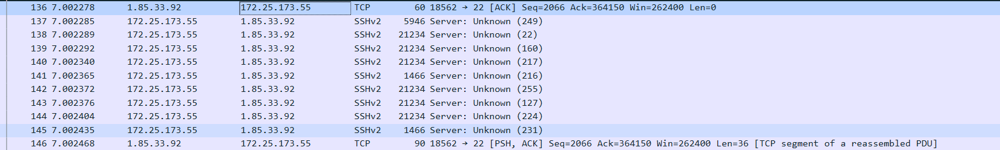 136 7.002278 1.85.33.92 172.25.173.55 TCP 60 18562 → 22 [ACK] Seq=2066 Ack=364150 Win=262400 Len=0
137 7.002285 172.25.173.55 1.85.33.92 SSHv2 5946 Server: Unknown (249)
138 7.002289 172.25.173.55 1.85.33.92 SSHv2 21234 Server: Unknown (22)
139 7.002292 172.25.173.55 1.85.33.92 SSHv2 21234 Server: Unknown (160)
140 7.002340 172.25.173.55 1.85.33.92 SSHv2 21234 Server: Unknown (217)
141 7.002365 172.25.173.55 1.85.33.92 SSHv2 1466 Server: Unknown (216)
142 7.002372 172.25.173.55 1.85.33.92 SSHv2 21234 Server: Unknown (255)
143 7.002376 172.25.173.55 1.85.33.92 SSHv2 21234 Server: Unknown (127)
144 7.002404 172.25.173.55 1.85.33.92 SSHv2 21234 Server: Unknown (224)
145 7.002435 172.25.173.55 1.85.33.92 SSHv2 1466 Server: Unknown (231)
146 7.002468 1.85.33.92 172.25.173.55 TCP 90 18562 → 22 [PSH, ACK] Seq=2066 Ack=364150 Win=262400 Len=36 [TCP segment of a reassembled PDU]